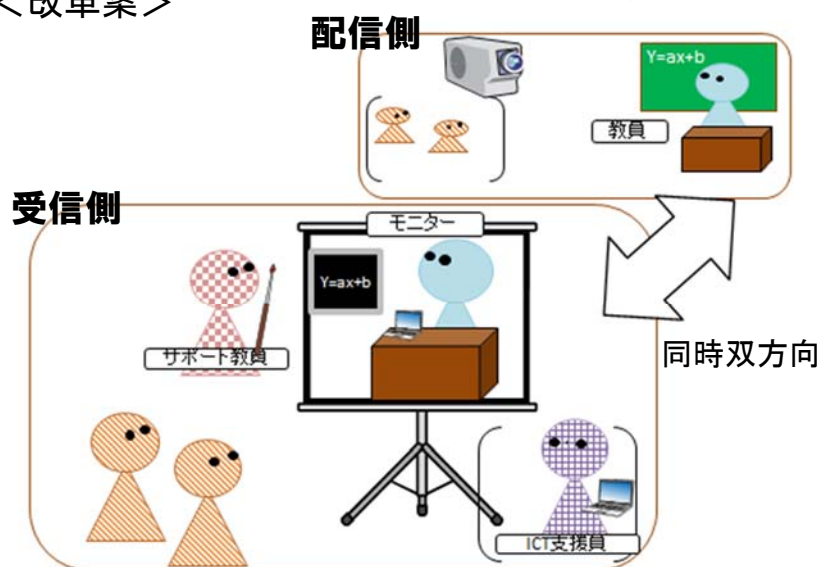 ＜改革案＞
配信側
Y=ax+b
教員
受信側
モニター
Y=ax+b
サポート教員
同時双方向
ICT支援員